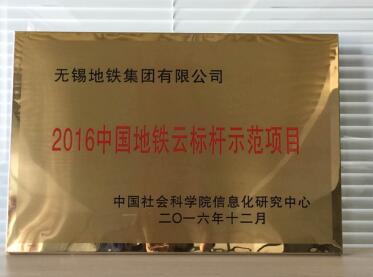 无锡地铁集团有限公司
2016中国地铁云标杆示范项目
中国社会科学院信息化研究中心
二〇一六年十二月